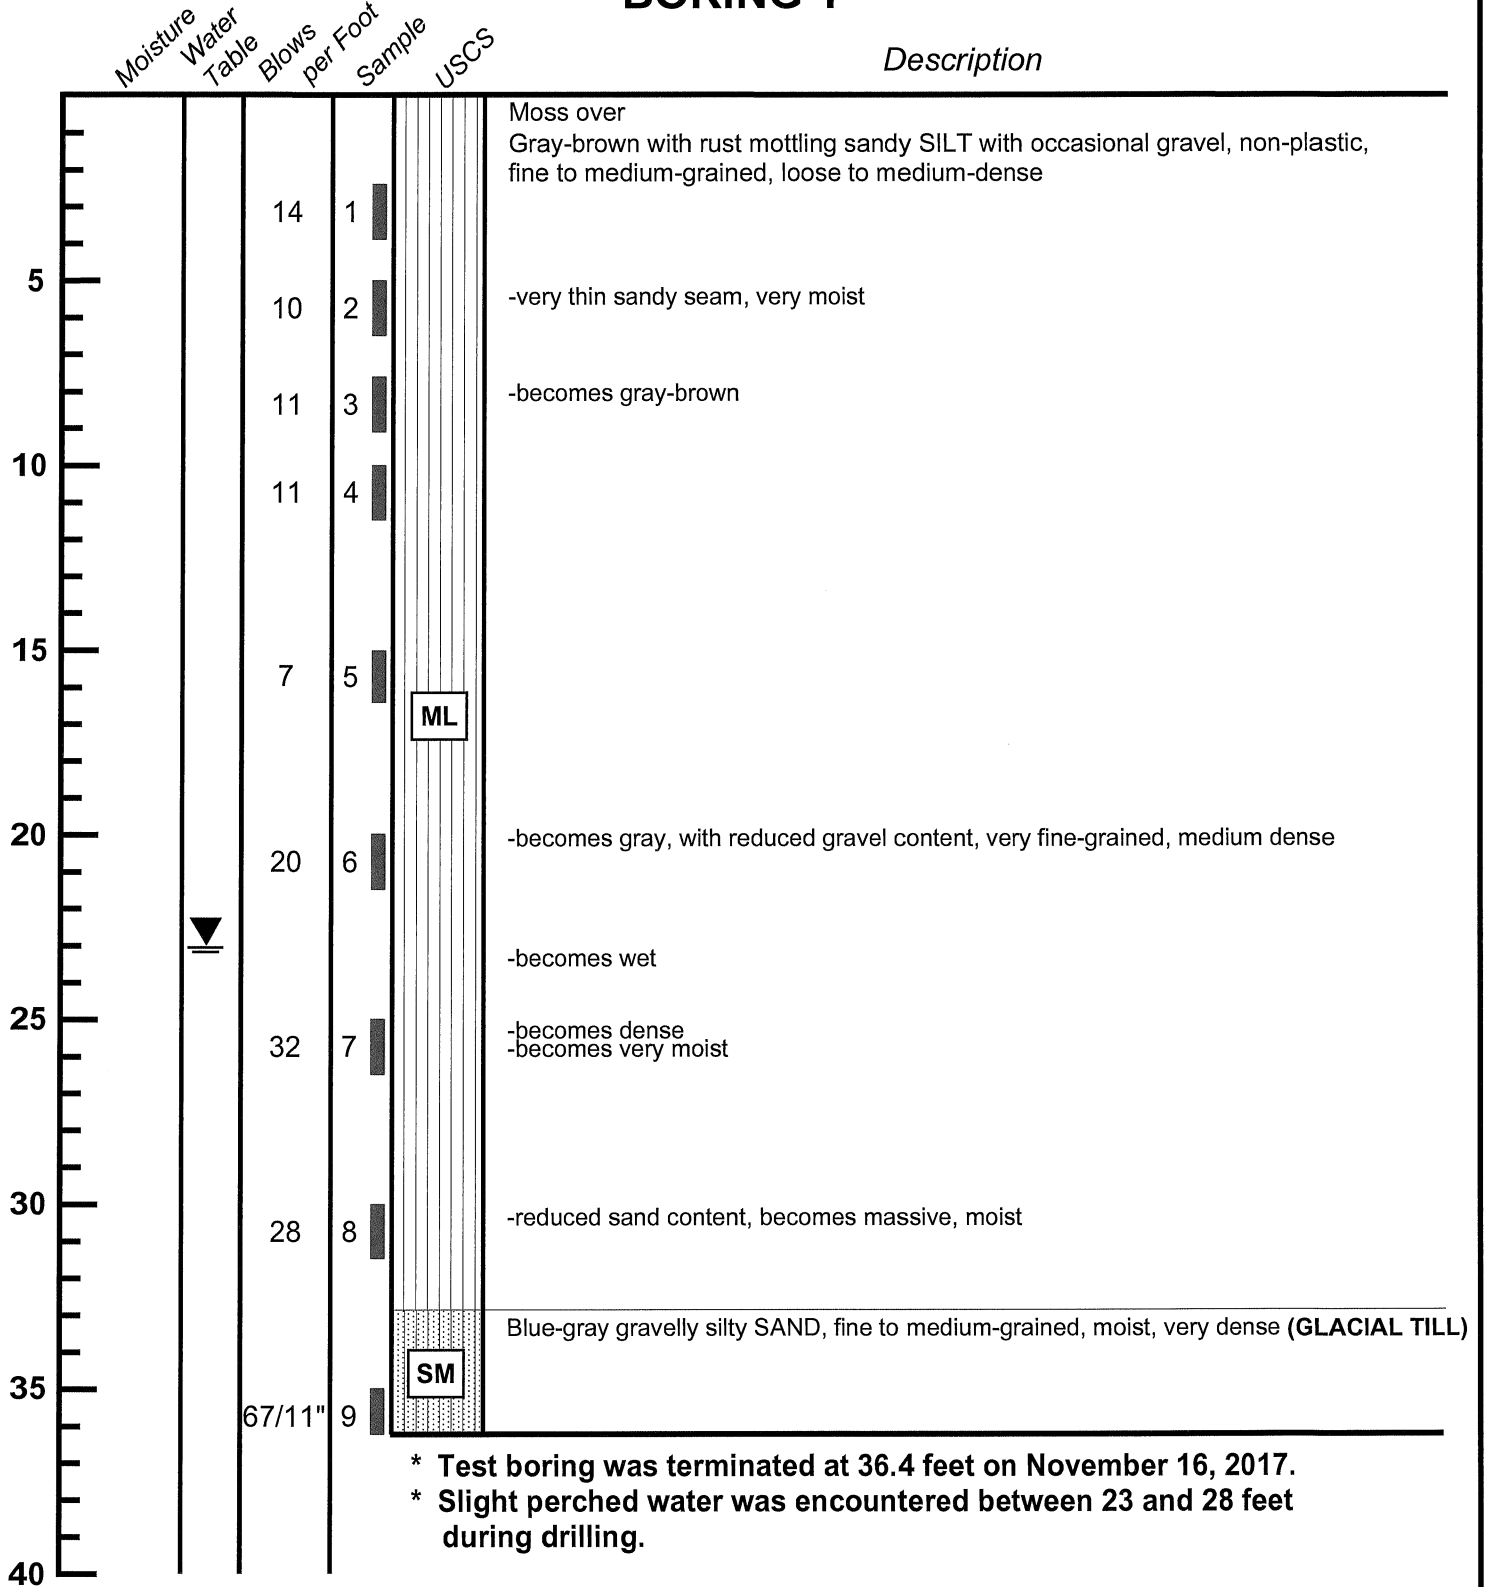 Moisture
Water
Table
Blows
per Foot
Sample
USCS
Description
Moss over
Gray-brown with rust mottling sandy SILT with occasional gravel, non-plastic,
fine to medium-grained, loose to medium-dense
14 1
5
10 2 -very thin sandy seam, very moist
11 3 -becomes gray-brown
10
11 4
15
7 5
ML
20 -becomes gray, with reduced gravel content, very fine-grained, medium dense
20 6
-becomes wet
25
-becomes dense
32 7 -becomes very moist
30
28 8 -reduced sand content, becomes massive, moist
Blue-gray gravelly silty SAND, fine to medium-grained, moist, very dense (GLACIAL TILL)
SM
35
67/11" 9
* Test boring was terminated at 36.4 feet on November 16, 2017.
* Slight perched water was encountered between 23 and 28 feet
during drilling.
40